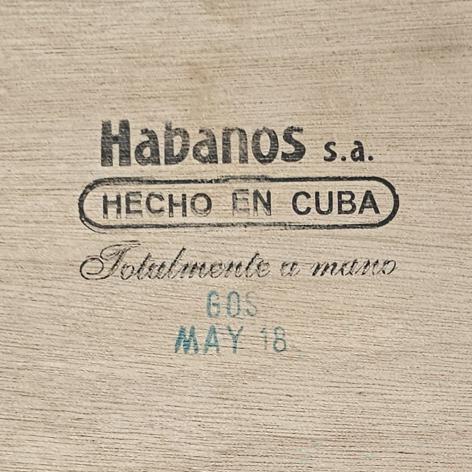 Habanos s.a.
HECHO EN CUBA
Totalmente a mano
GOS
MAY 18